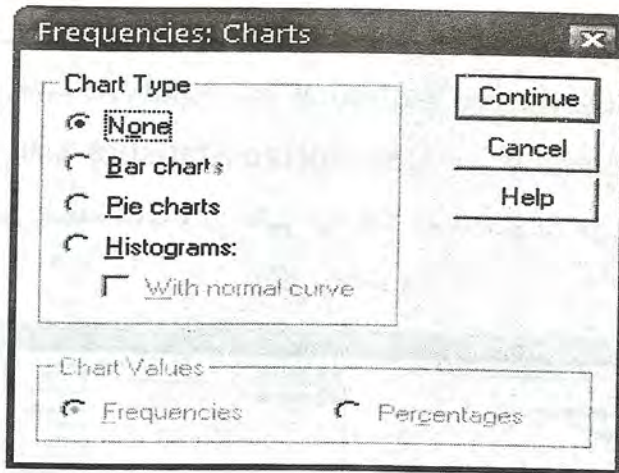 Frequencies: Charts
Chart Type
None
Bar charts
Pie charts
Histograms:
With normal curve
Continue
Cancel
Help
Chart Values
Frequencies
Percentages